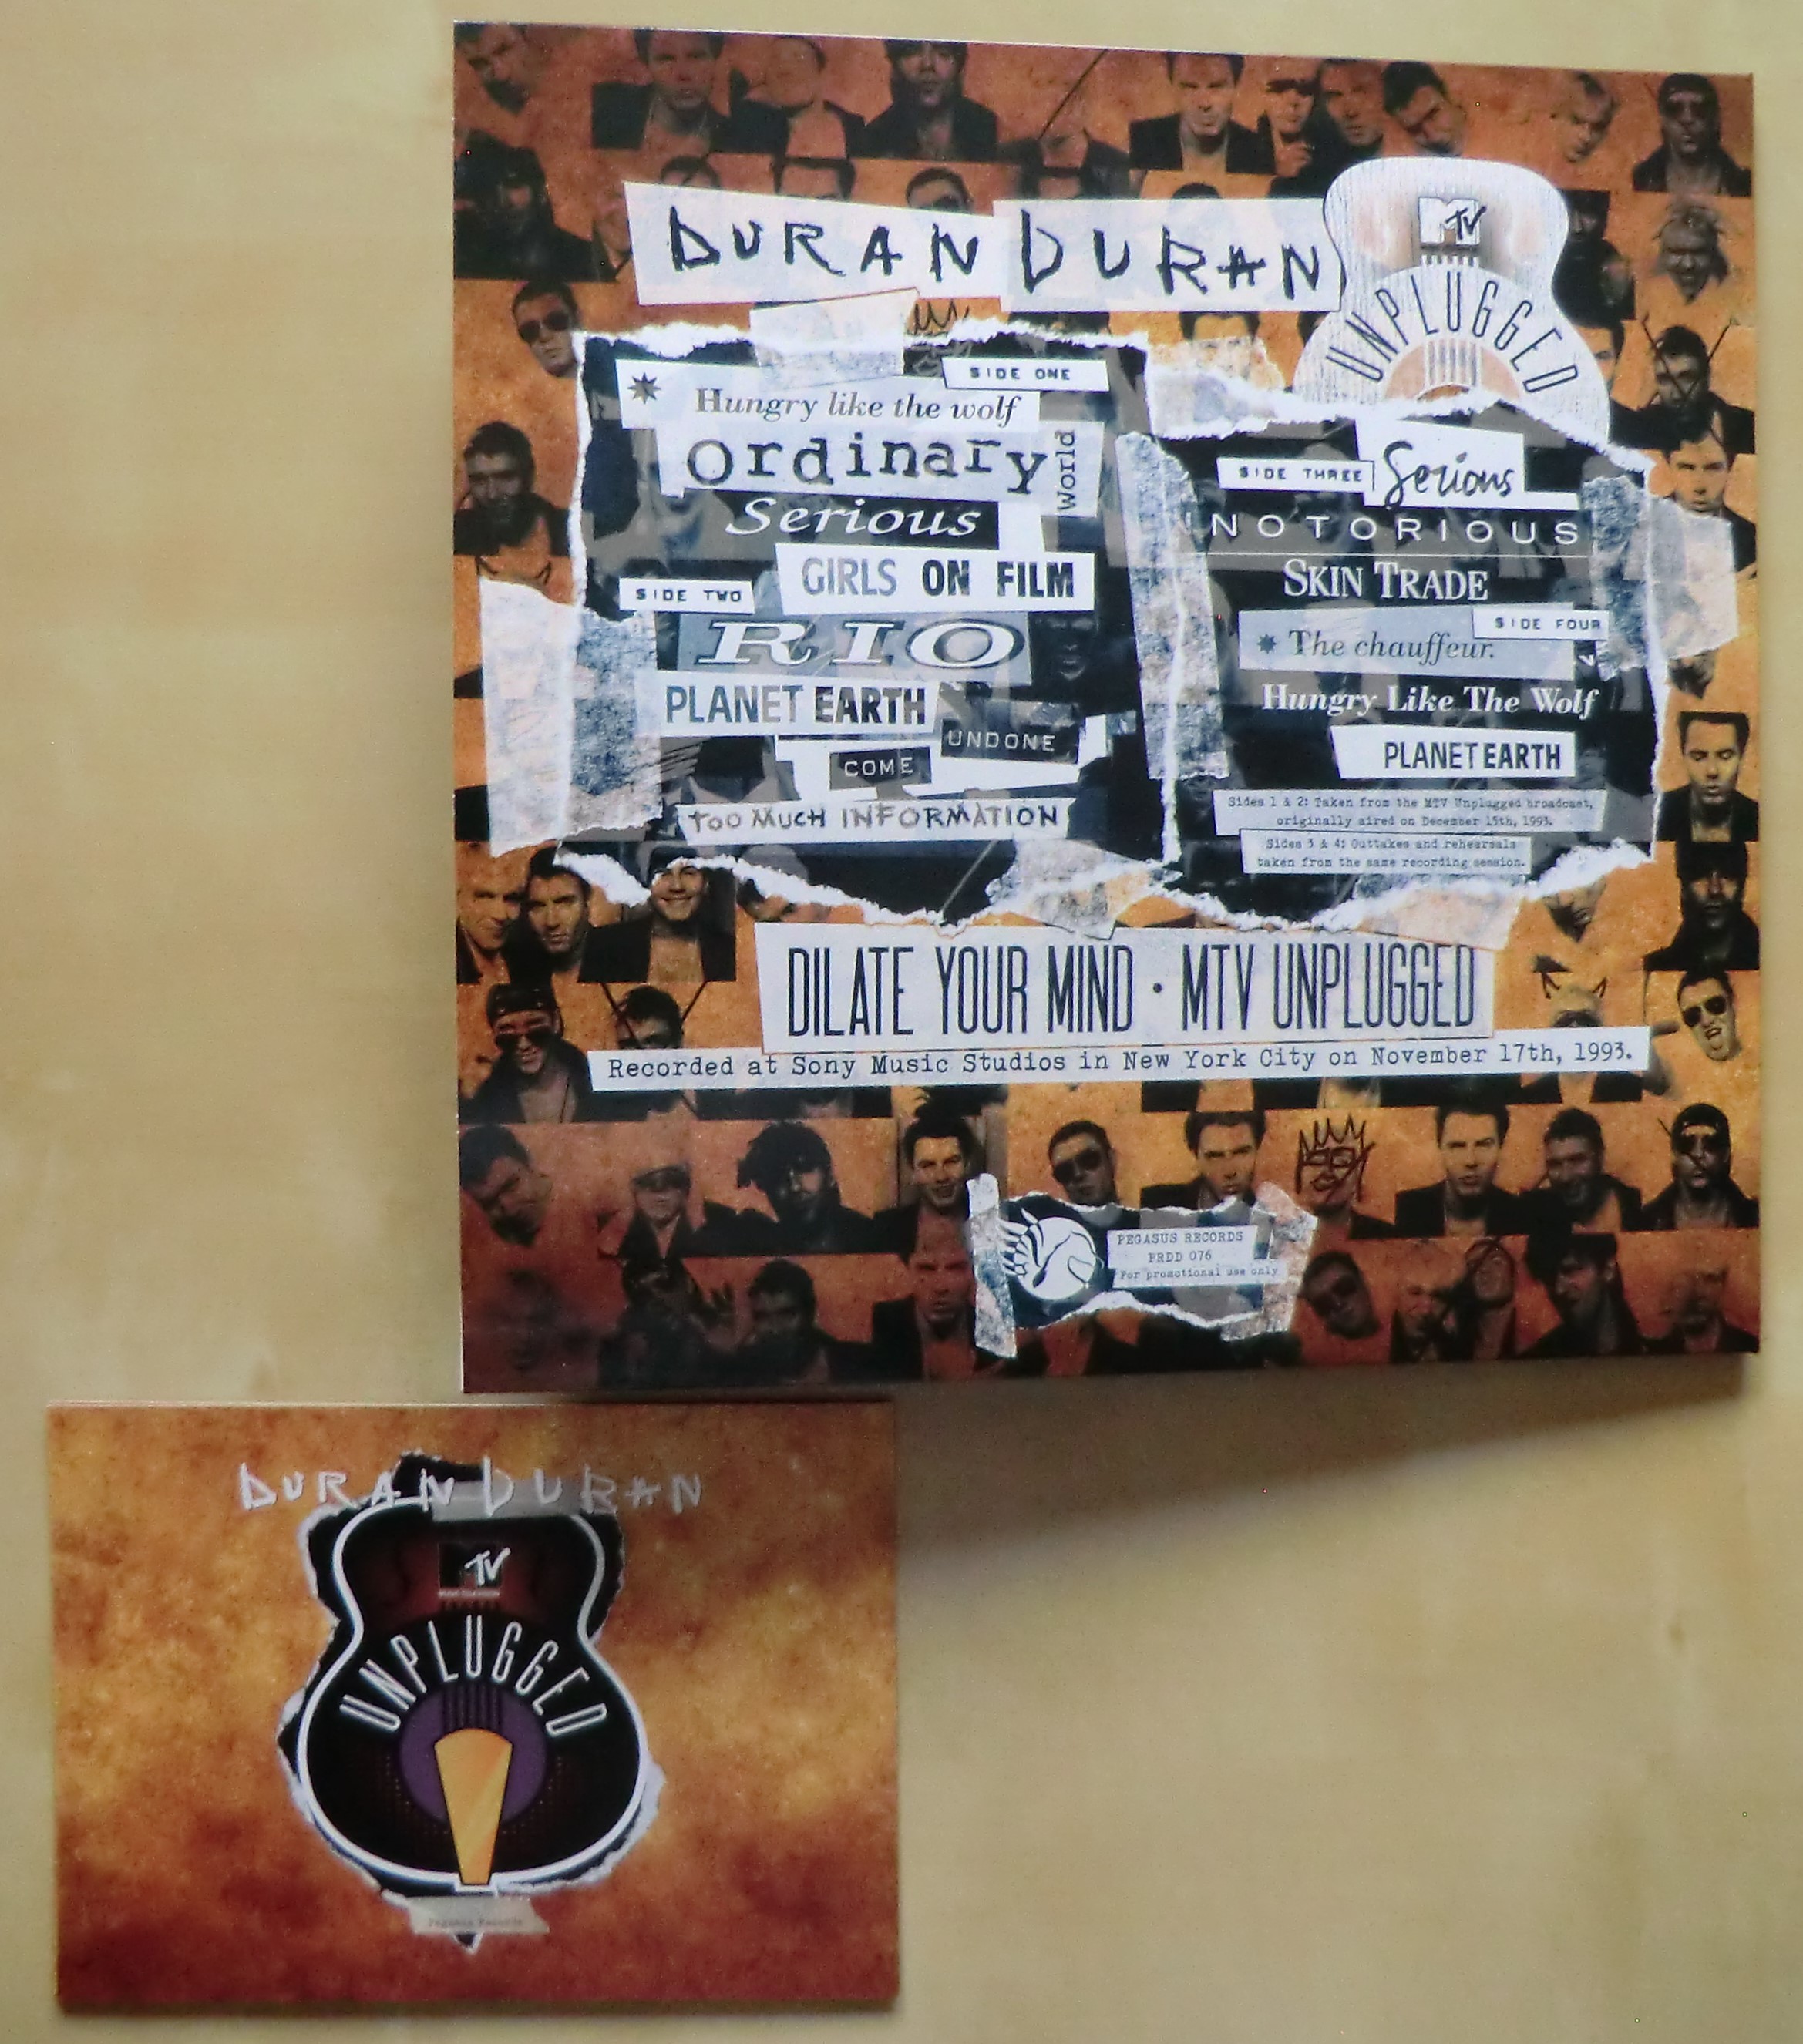 DURAN DURAN
MTV
UNPLUGGED
SIDE ONE
Hungry like the wolf
Ordinary World
Serious
GIRLS ON FILM
SIDE TWO
RIO
PLANET EARTH
COME UNDONE
TOO MUCH INFORMATION
SIDE THREE
Serious
NOTORIOUS
SKIN TRADE
SIDE FOUR
The chauffeur.
Hungry Like The Wolf
PLANET EARTH
Sides 1 & 2: Taken from the MTV Unplugged broadcast,
originally aired on December 15th, 1993.
Sides 3 & 4: Outtakes and rehearsals
taken from the same recording session.
DILATE YOUR MIND · MTV UNPLUGGED
Recorded at Sony Music Studios in New York City on November 17th, 1993.
PEGASUS RECORDS
PRDD 076
For promotional use only
DURAN DURAN
MTV
MUSIC TELEVISION
UNPLUGGED
Pegasus Records